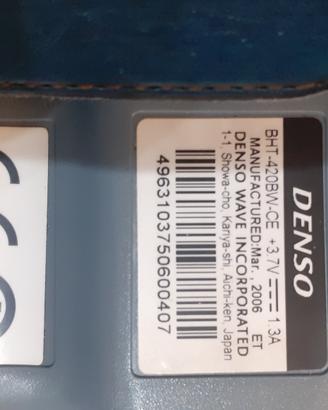 DENSO
BHT-420BW-CE +3.7V 1.3A
MANUFACTURED:Mar., 2006 ET
DENSO WAVE INCORPORATED
1-1, Showa-cho, Kariya-shi, Aichi-ken, Japan
4963103750600407
CE